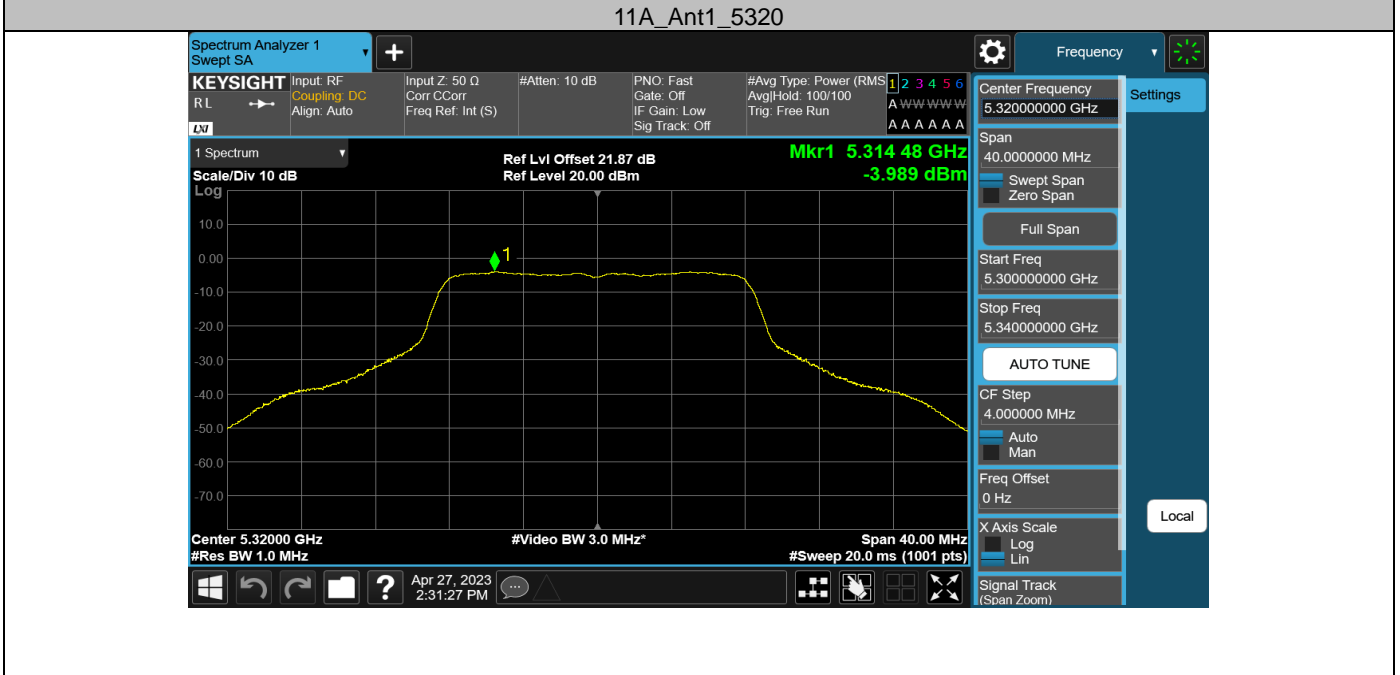 11A_Ant1_5320
Spectrum Analyzer 1
Swept SA
+
Frequency
KEYSIGHT
RL
LXI
Input: RF
Coupling: DC
Align: Auto
Input Z: 50 Ω
Corr CCorr
Freq Ref: Int (S)
#Atten: 10 dB
PNO: Fast
Gate: Off
IF Gain: Low
Sig Track: Off
#Avg Type: Power (RMS
Avg|Hold: 100/100
Trig: Free Run
1 2 3 4 5 6
A W W W W W
A A A A A A
1 Spectrum
Scale/Div 10 dB
Log
Ref Lvl Offset 21.87 dB
Ref Level 20.00 dBm
Mkr1 5.314 48 GHz
-3.989 dBm
10.0
0.00
-10.0
-20.0
-30.0
-40.0
-50.0
-60.0
-70.0
1
Center 5.32000 GHz
#Res BW 1.0 MHz
#Video BW 3.0 MHz*
Span 40.00 MHz
#Sweep 20.0 ms (1001 pts)
?
Apr 27, 2023
2:31:27 PM
Center Frequency
5.320000000 GHz
Span
40.0000000 MHz
Swept Span
Zero Span
Full Span
Start Freq
5.300000000 GHz
Stop Freq
5.340000000 GHz
AUTO TUNE
CF Step
4.000000 MHz
Auto
Man
Freq Offset
0 Hz
X Axis Scale
Log
Lin
Signal Track
(Span Zoom)
Settings
Local